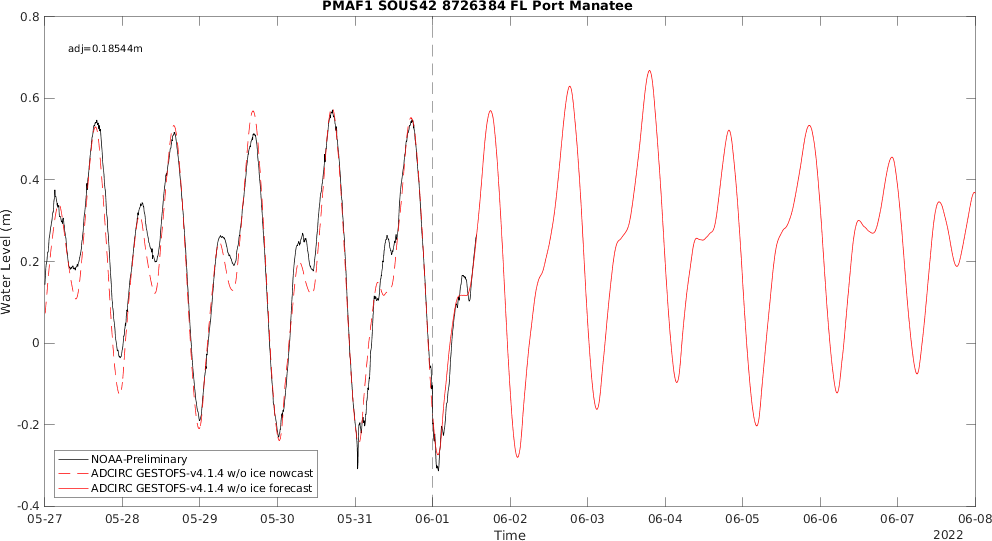 PMAF1 SOUS42 8726384 FL Port Manatee
adj=0.18544m
Water Level (m)
0.8
0.6
0.4
0.2
0
-0.2
-0.4
NOAA-Preliminary
ADCIRC GESTOFS-v4.1.4 w/o ice nowcast
ADCIRC GESTOFS-v4.1.4 w/o ice forecast
05-27 05-28 05-29 05-30 05-31 06-01 06-02 06-03 06-04 06-05 06-06 06-07 06-08
Time
2022